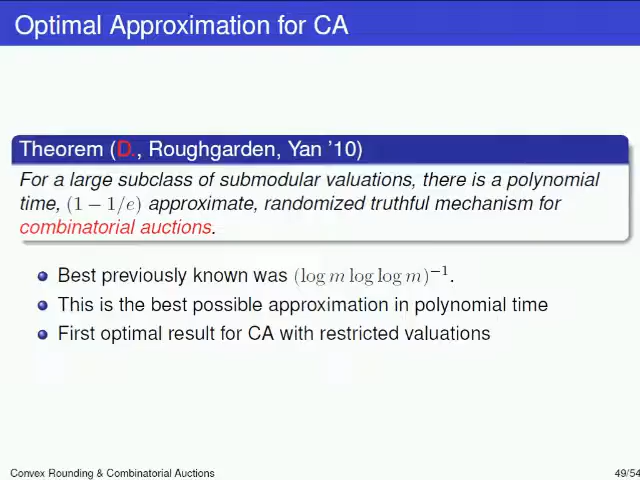 Optimal Approximation for CA
Theorem (D., Roughgarden, Yan ’10)
For a large subclass of submodular valuations, there is a polynomial
time, (1 − 1/e) approximate, randomized truthful mechanism for
combinatorial auctions.
Best previously known was (log m log log m)⁻¹.
This is the best possible approximation in polynomial time
First optimal result for CA with restricted valuations
Convex Rounding & Combinatorial Auctions 49/54